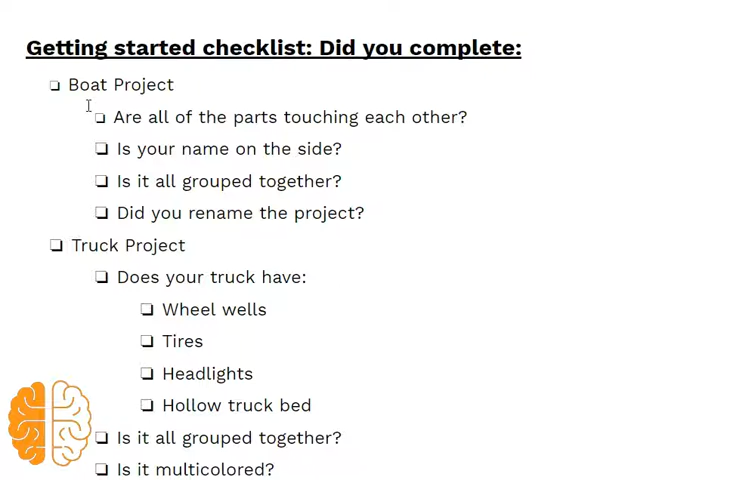 Getting started checklist: Did you complete:
Boat Project
Are all of the parts touching each other?
Is your name on the side?
Is it all grouped together?
Did you rename the project?
Truck Project
Does your truck have:
Wheel wells
Tires
Headlights
Hollow truck bed
Is it all grouped together?
Is it multicolored?